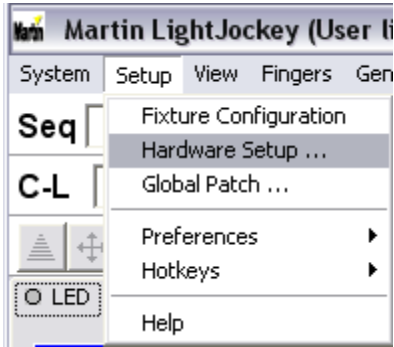 Martin Martin LightJockey (User li
System Setup View Fingers Gen
Seq
Fixture Configuration
Hardware Setup ...
C-L
Global Patch ...
Preferences
Hotkeys
LED
Help